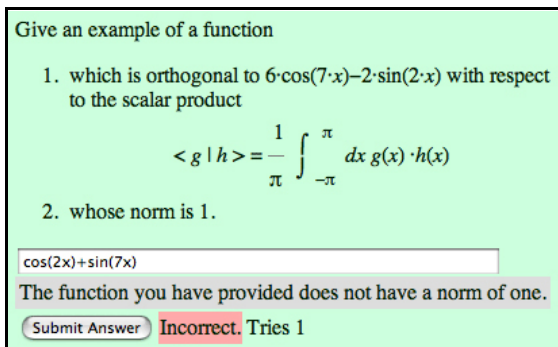 Give an example of a function
1. which is orthogonal to 6·cos(7·x)−2·sin(2·x) with respect
to the scalar product
< g | h > = 1/π ∫_{−π}^{π} dx g(x) · h(x)
2. whose norm is 1.
cos(2x)+sin(7x)
The function you have provided does not have a norm of one.
Submit Answer Incorrect. Tries 1